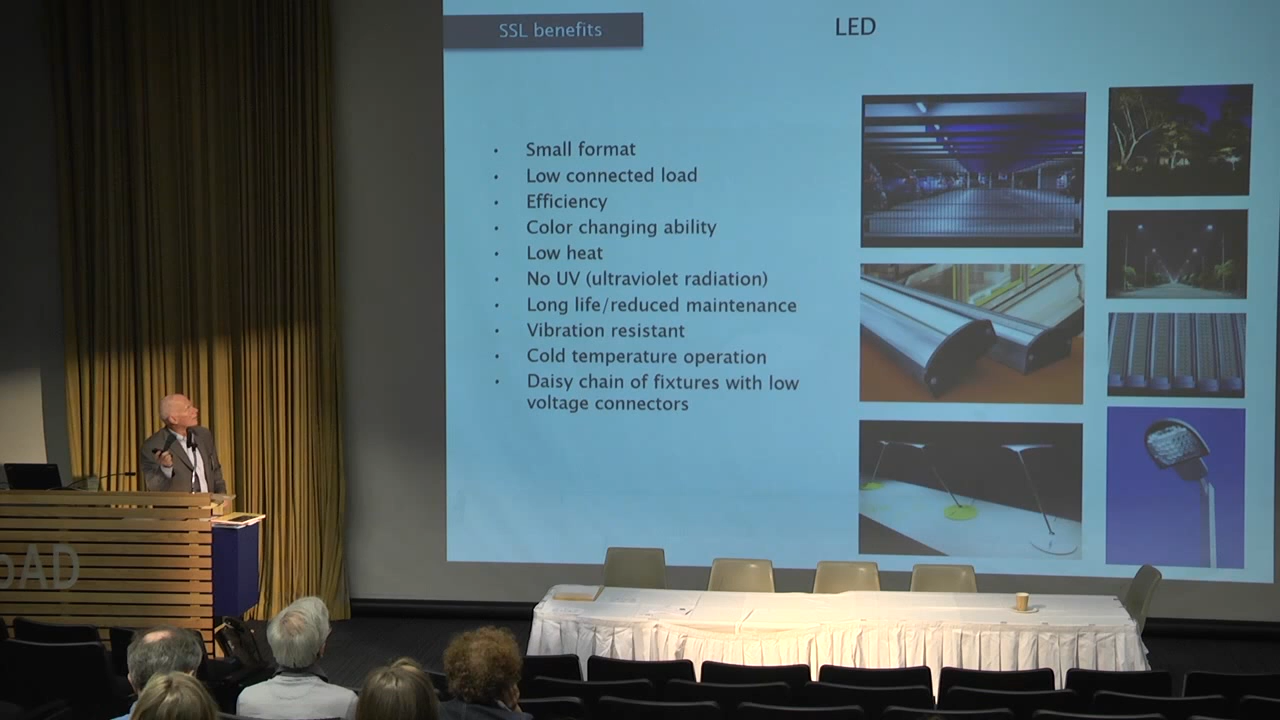 SSL benefits
LED
• Small format
• Low connected load
• Efficiency
• Color changing ability
• Low heat
• No UV (ultraviolet radiation)
• Long life/reduced maintenance
• Vibration resistant
• Cold temperature operation
• Daisy chain of fixtures with low
voltage connectors